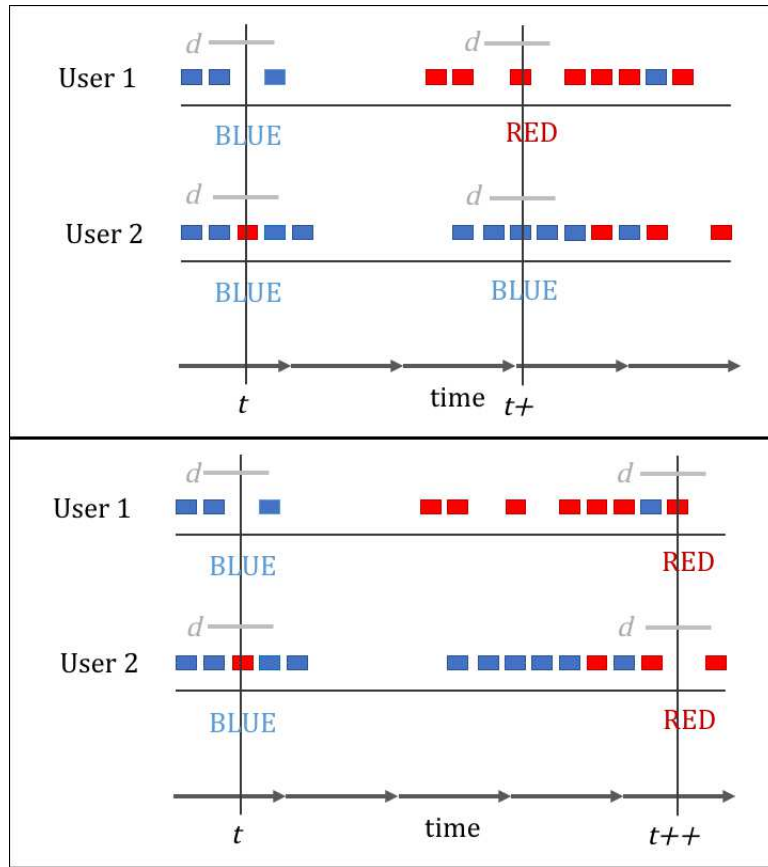 d d
User 1
BLUE RED
d d
User 2
BLUE BLUE
t time t+
d d
User 1
BLUE RED
d d
User 2
BLUE RED
t time t++